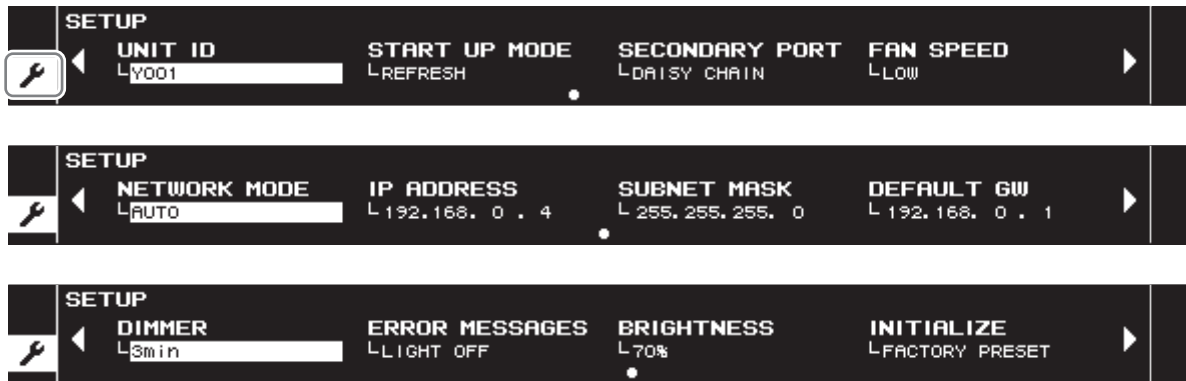 SETUP
UNIT ID START UP MODE SECONDARY PORT FAN SPEED
Y001 REFRESH DAISY CHAIN LOW
SETUP
NETWORK MODE IP ADDRESS SUBNET MASK DEFAULT GW
AUTO 192.168. 0 . 4 255.255.255. 0 192.168. 0 . 1
SETUP
DIMMER ERROR MESSAGES BRIGHTNESS INITIALIZE
3min LIGHT OFF 70% FACTORY PRESET